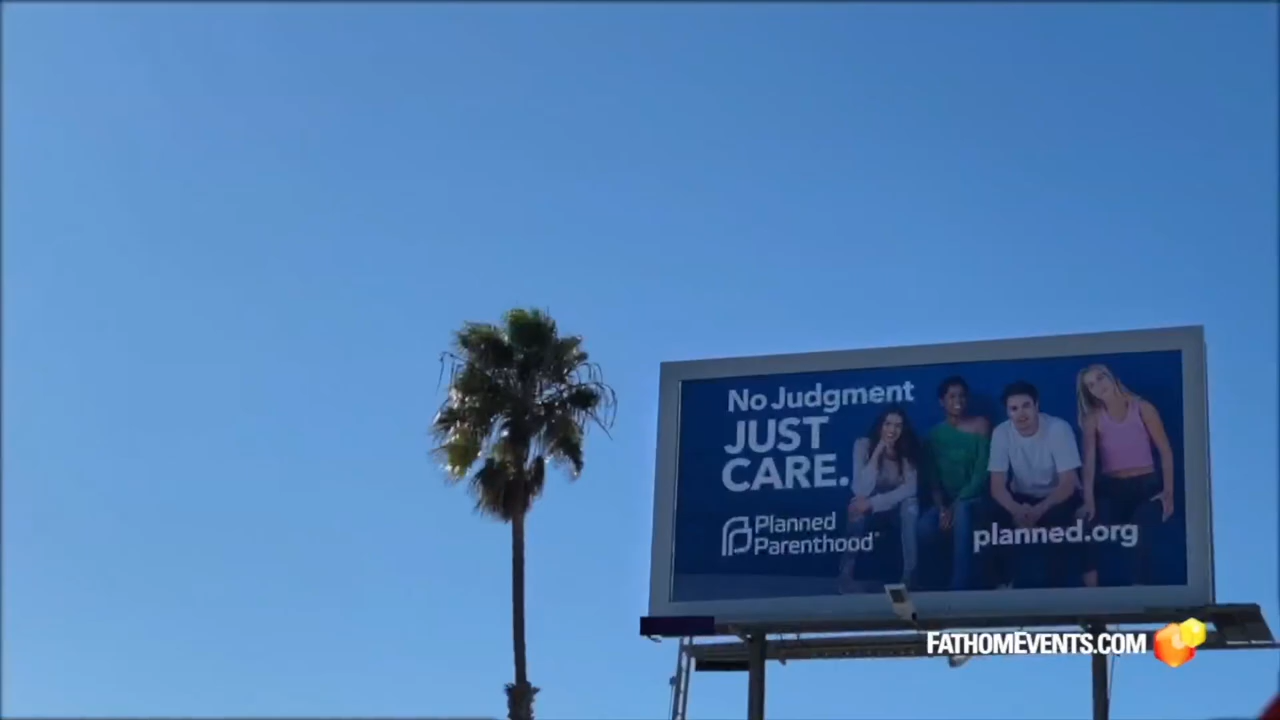 No Judgment
JUST
CARE.
Planned
Parenthood®
planned.org
FATHOMEVENTS.COM